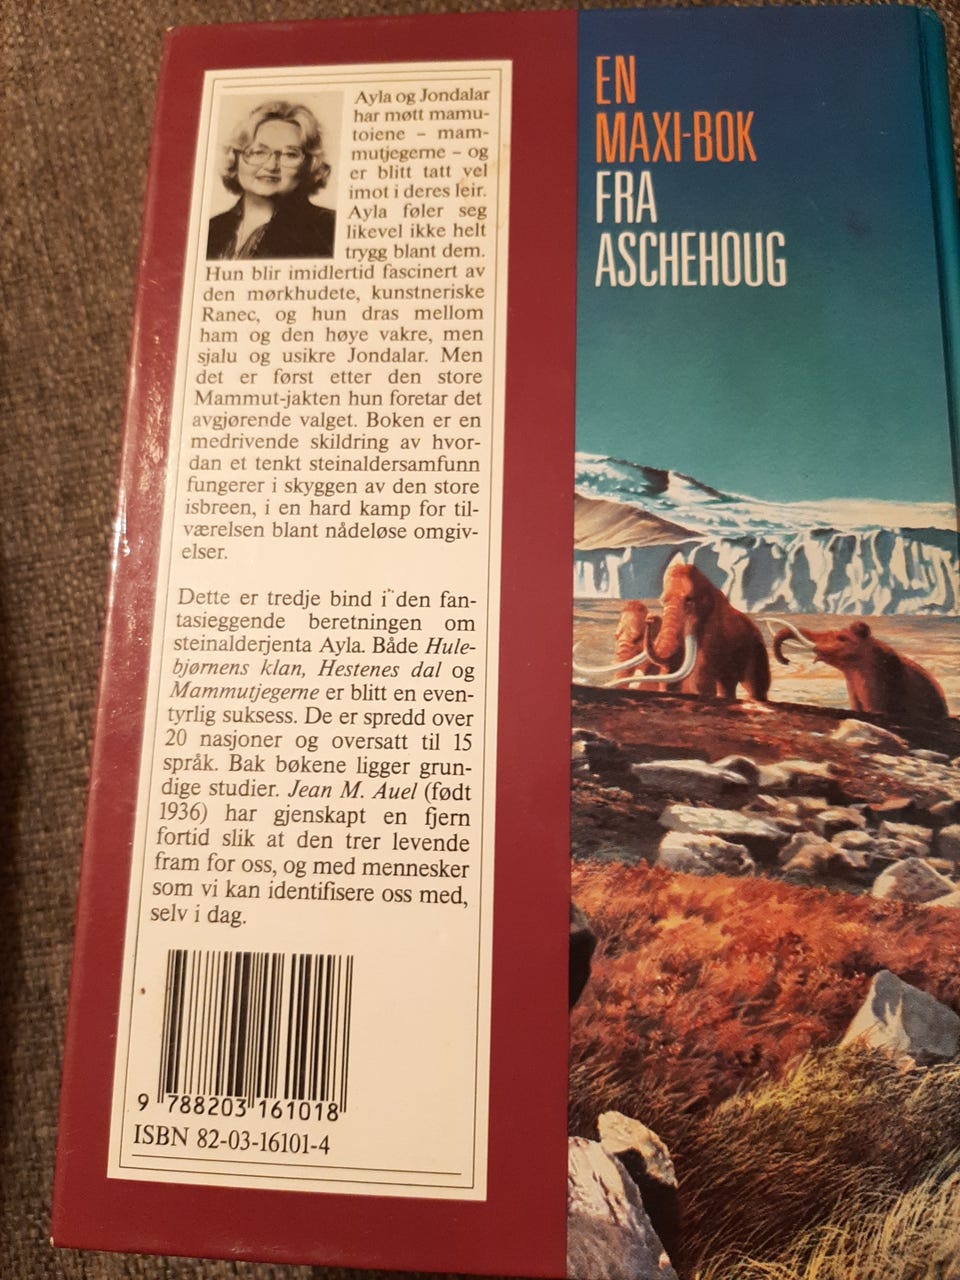 Ayla og Jondalar
har møtt mamu-
toiene – mam-
mutjegerne – og
er blitt tatt vel
imot i deres leir.
Ayla føler seg
likevel ikke helt
trygg blant dem.
Hun blir imidlertid fascinert av
den mørkhudete, kunstneriske
Ranec, og hun dras mellom
ham og den høye vakre, men
sjalu og usikre Jondalar. Men
det er først etter den store
Mammut-jakten hun foretar det
avgjørende valget. Boken er en
medrivende skildring av hvor-
dan et tenkt steinaldersamfunn
fungerer i skyggen av den store
isbreen, i en hard kamp for til-
værelsen blant nådeløse omgiv-
elser.
Dette er tredje bind i den fan-
tasieggende beretningen om
steinalderjenta Ayla. Både Hule-
bjørnens klan, Hestenes dal og
Mammutjegerne er blitt en even-
tyrlig suksess. De er spredd over
20 nasjoner og oversatt til 15
språk. Bak bøkene ligger grun-
dige studier. Jean M. Auel (født
1936) har gjenskapt en fjern
fortid slik at den trer levende
fram for oss, og med mennesker
som vi kan identifisere oss med,
selv i dag.
9 788203 161018
ISBN 82-03-16101-4
EN
MAXI-BOK
FRA
ASCHEHOUG